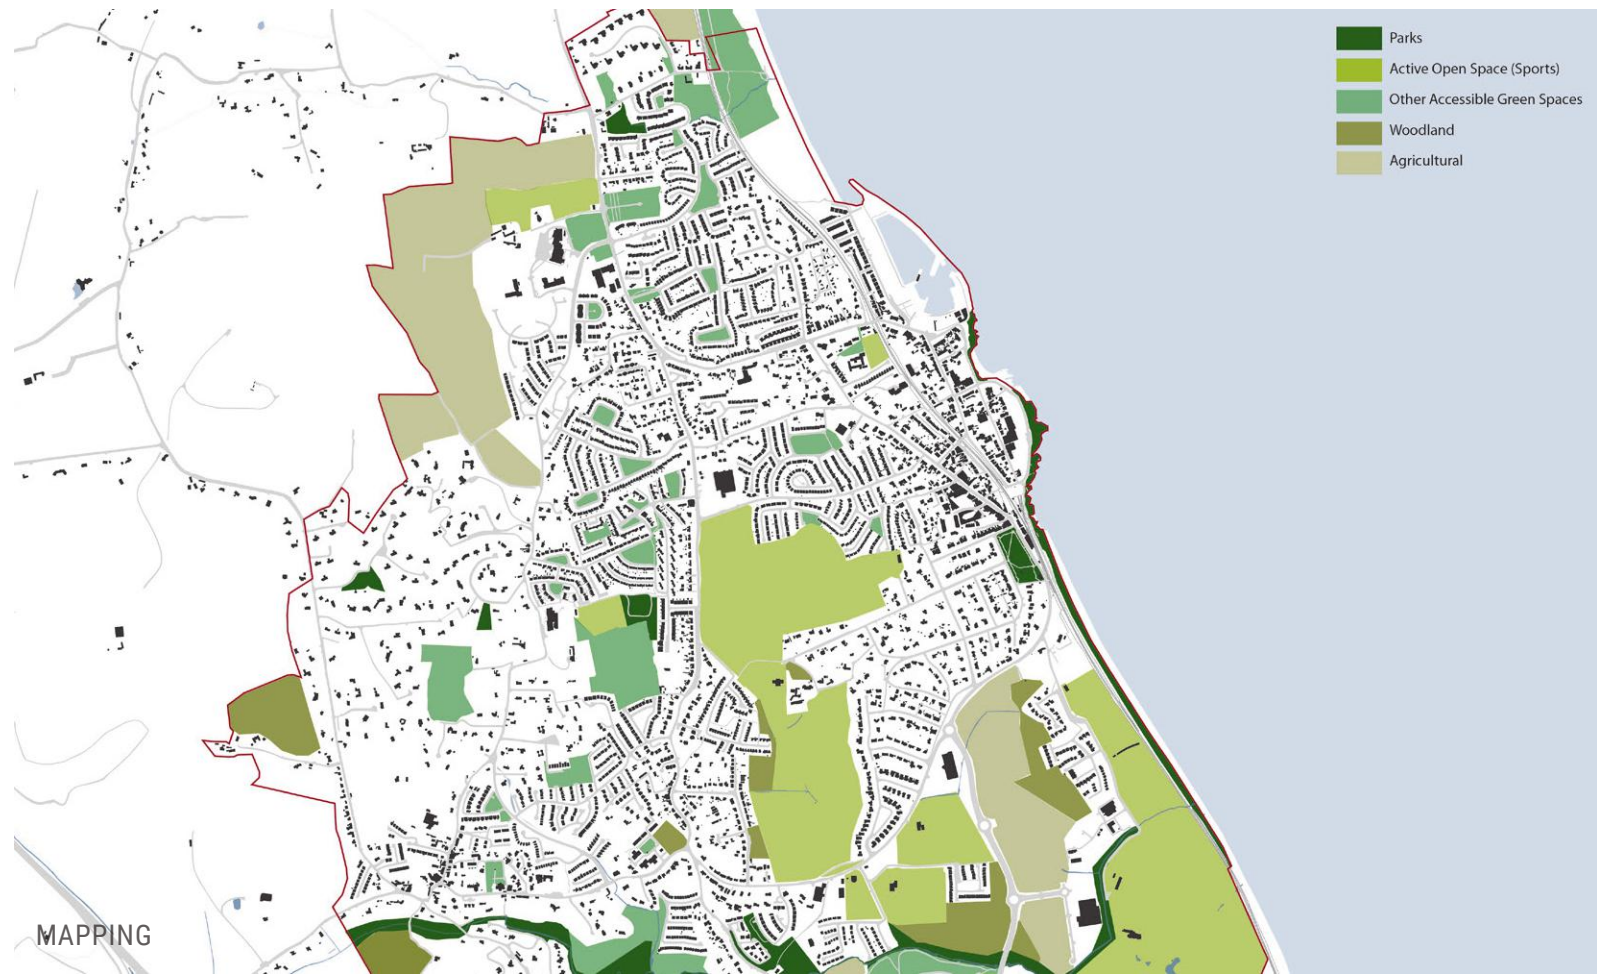 Parks
Active Open Space (Sports)
Other Accessible Green Spaces
Woodland
Agricultural
MAPPING